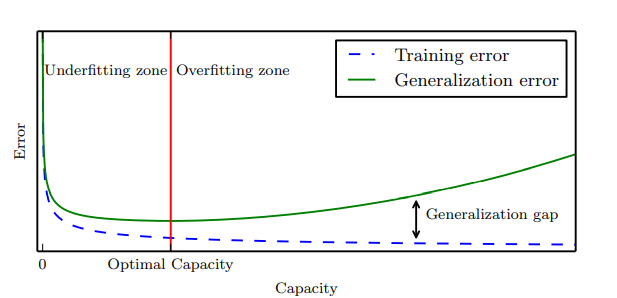 Training error
Generalization error
Underfitting zone
Overfitting zone
Error
Generalization gap
0
Optimal Capacity
Capacity